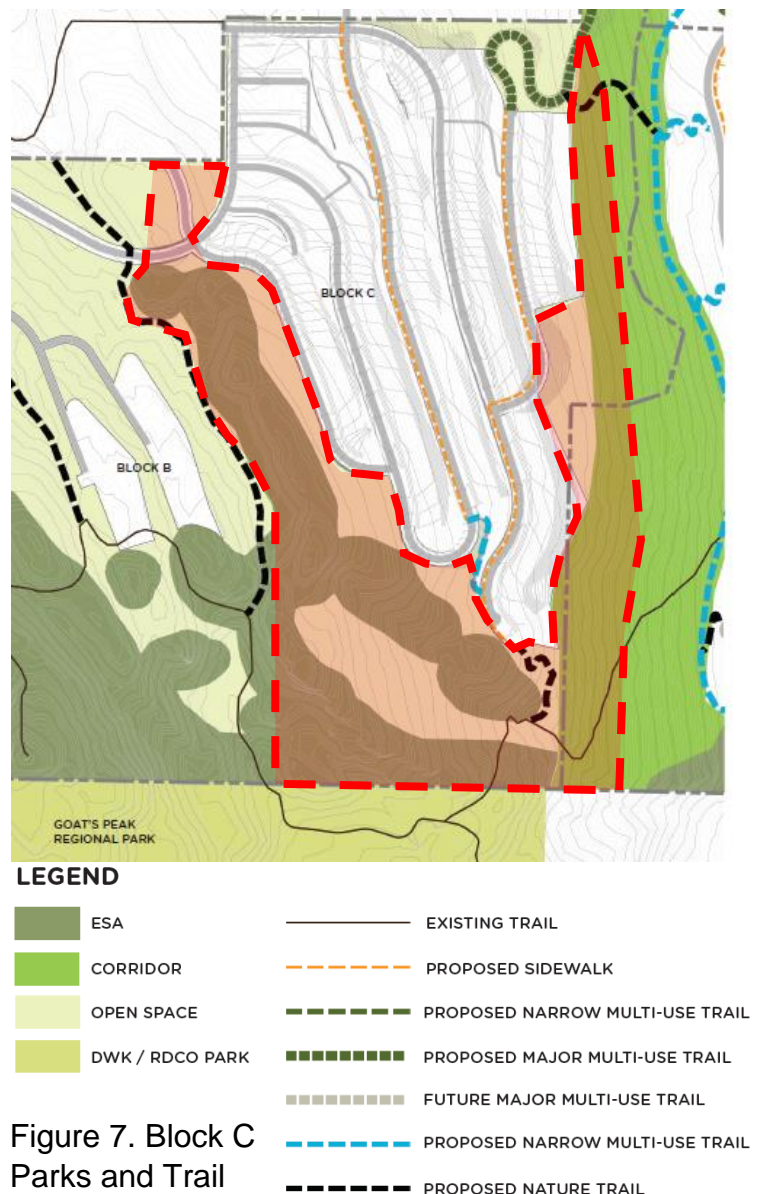 BLOCK C
BLOCK B
GOAT'S PEAK
REGIONAL PARK
LEGEND
ESA
CORRIDOR
OPEN SPACE
DWK / RDCO PARK
EXISTING TRAIL
PROPOSED SIDEWALK
PROPOSED NARROW MULTI-USE TRAIL
PROPOSED MAJOR MULTI-USE TRAIL
FUTURE MAJOR MULTI-USE TRAIL
PROPOSED NARROW MULTI-USE TRAIL
PROPOSED NATURE TRAIL
Figure 7. Block C
Parks and Trail